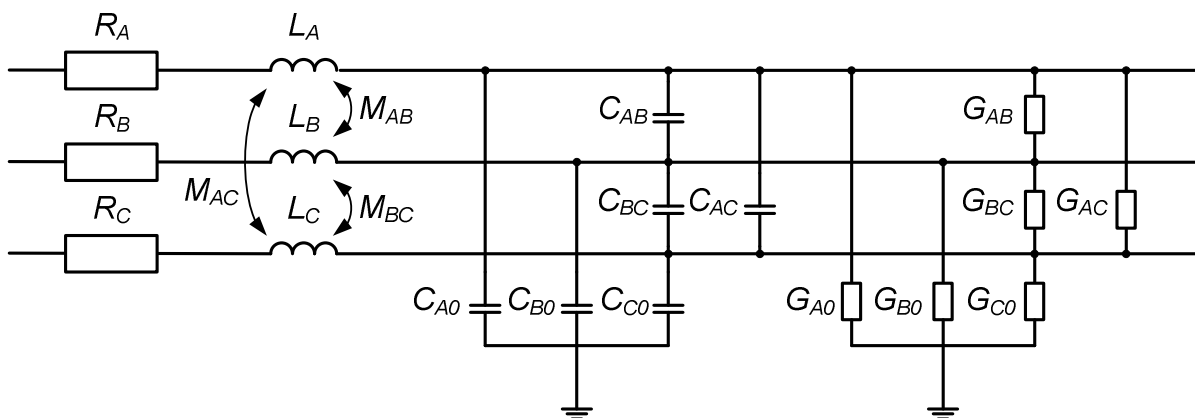 R_A L_A
C_AB G_AB
M_AB
R_B L_B
M_AC C_BC C_AC G_BC G_AC
M_BC
R_C L_C
C_A0 C_B0 C_C0 G_A0 G_B0 G_C0